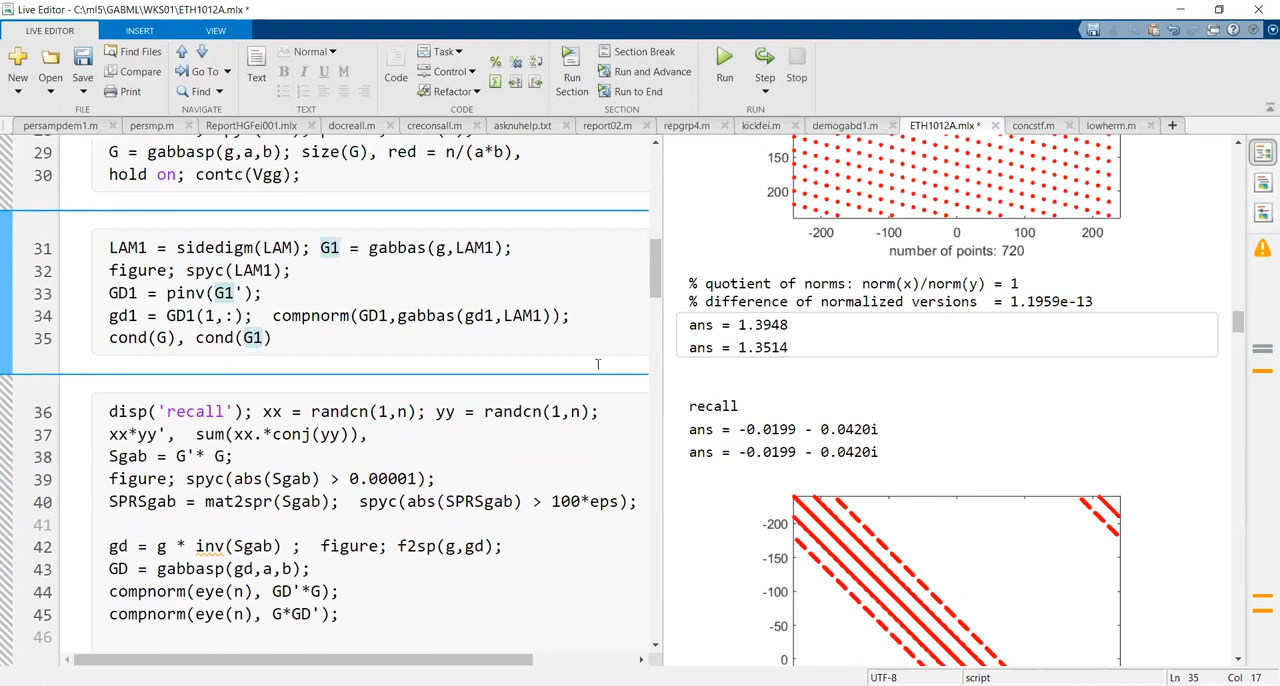 Live Editor - C:\ml5\GABML\WKS01\ETH1012A.mlx *
LIVE EDITOR INSERT VIEW
New Open Save Find Files Compare Print
FILE
Go To Find
NAVIGATE
Text Normal B I U M
TEXT
Code Task Control Refactor
CODE
Run Section Section Break Run and Advance Run to End
SECTION
Run Step Stop
RUN
persampdem1.m persmp.m ReportHGFei001.mlx docreall.m creconsall.m asknuhelp.txt report02.m repgrp4.m kickfei.m demogabd1.m ETH1012A.mlx * concstf.m lowherm.m
29 G = gabbasp(g,a,b); size(G), red = n/(a*b),
30 hold on; contc(Vgg);
31 LAM1 = sidedigm(LAM); G1 = gabbas(g,LAM1);
32 figure; spyc(LAM1);
33 GD1 = pinv(G1');
34 gd1 = GD1(1,:); compnorm(GD1,gabbas(gd1,LAM1));
35 cond(G), cond(G1)
36 disp('recall'); xx = randcn(1,n); yy = randcn(1,n);
37 xx*yy', sum(xx.*conj(yy)),
38 Sgab = G'* G;
39 figure; spyc(abs(Sgab) > 0.00001);
40 SPRSgab = mat2spr(Sgab); spyc(abs(SPRSgab) > 100*eps);
41
42 gd = g * inv(Sgab) ; figure; f2sp(g,gd);
43 GD = gabbasp(gd,a,b);
44 compnorm(eye(n), GD'*G);
45 compnorm(eye(n), G*GD');
46
150
200
-200 -100 0 100 200
number of points: 720
% quotient of norms: norm(x)/norm(y) = 1
% difference of normalized versions = 1.1959e-13
ans = 1.3948
ans = 1.3514
recall
ans = -0.0199 - 0.0420i
ans = -0.0199 - 0.0420i
-200
-150
-100
-50
0
UTF-8 script Ln 35 Col 17